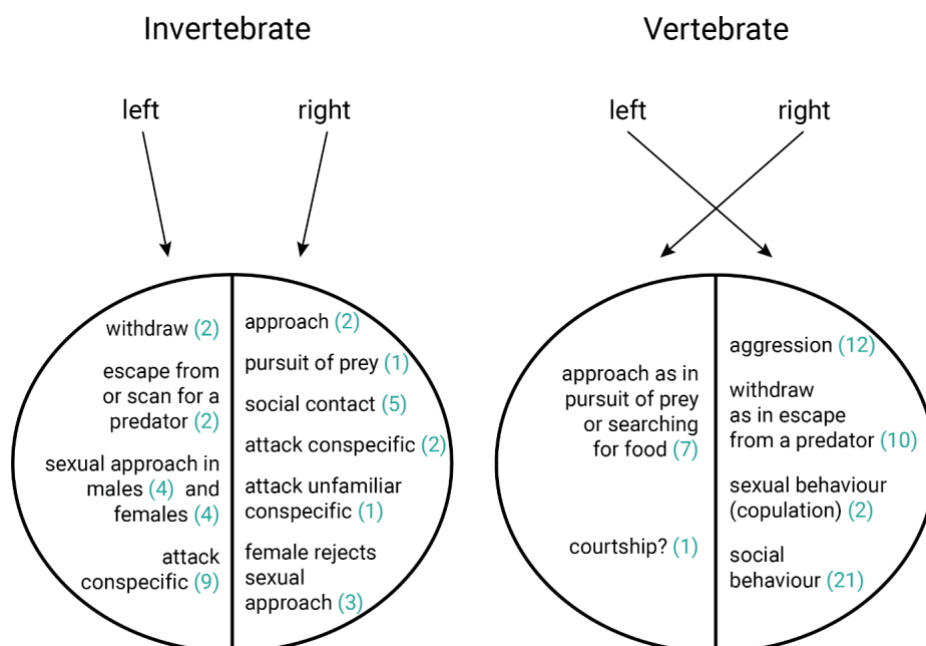 Invertebrate
left
right
withdraw (2)
escape from
or scan for a
predator (2)
sexual approach in
males (4) and
females (4)
attack
conspecific (9)
approach (2)
pursuit of prey (1)
social contact (5)
attack conspecific (2)
attack unfamiliar
conspecific (1)
female rejects
sexual
approach (3)
Vertebrate
left
right
approach as in
pursuit of prey
or searching
for food (7)
courtship? (1)
aggression (12)
withdraw
as in escape
from a predator (10)
sexual behaviour
(copulation) (2)
social
behaviour (21)